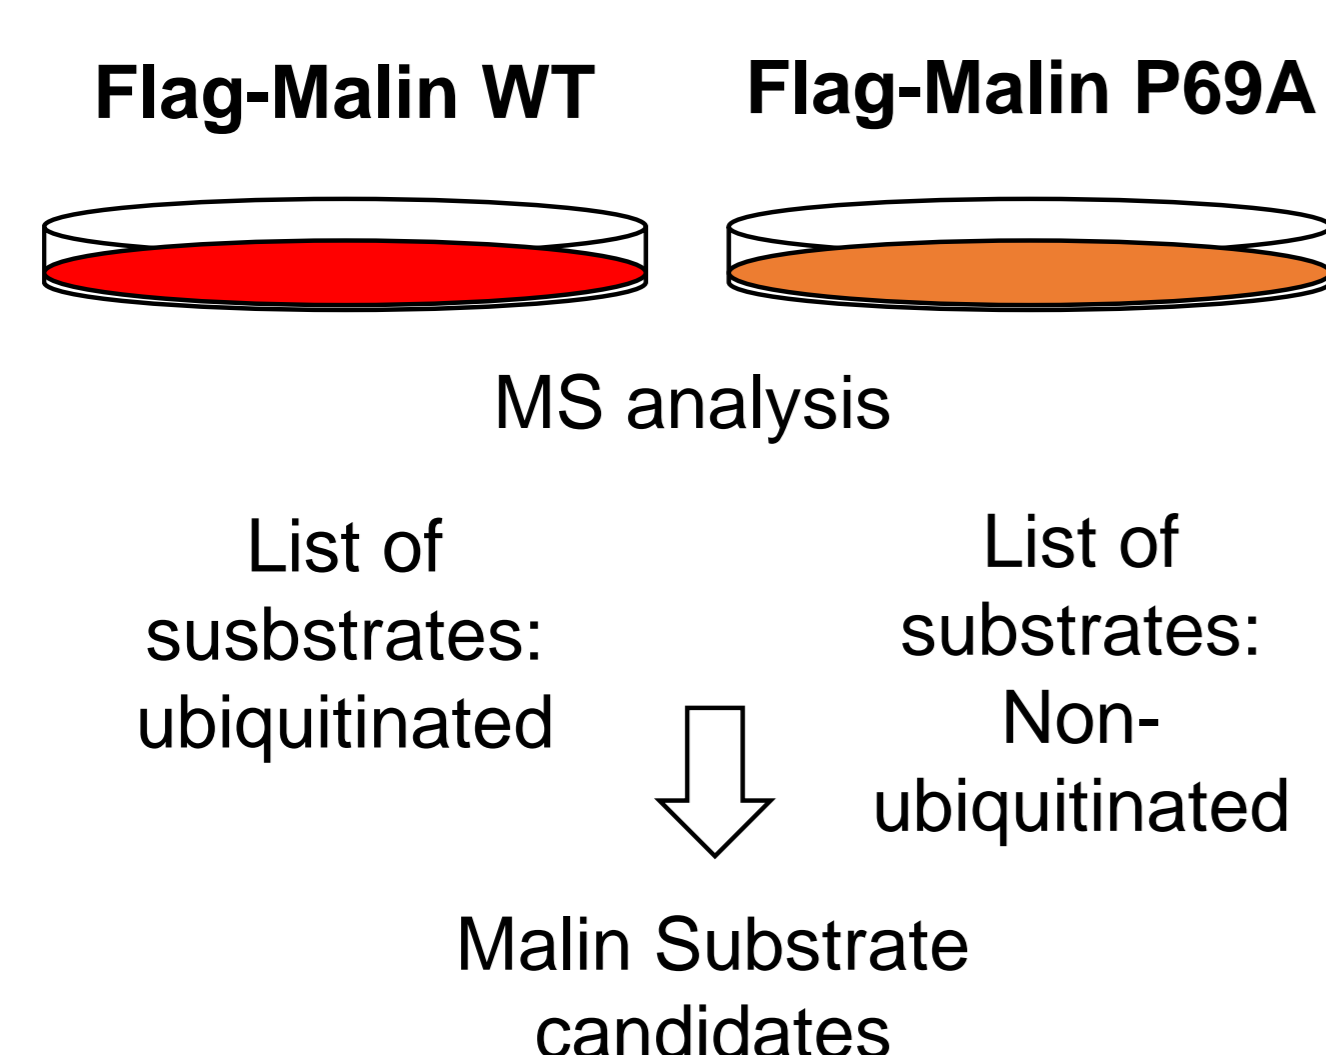 Flag-Malin WT
Flag-Malin P69A
MS analysis
List of
susbstrates:
ubiquitinated
List of
substrates:
Non-
ubiquitinated
Malin Substrate
candidates